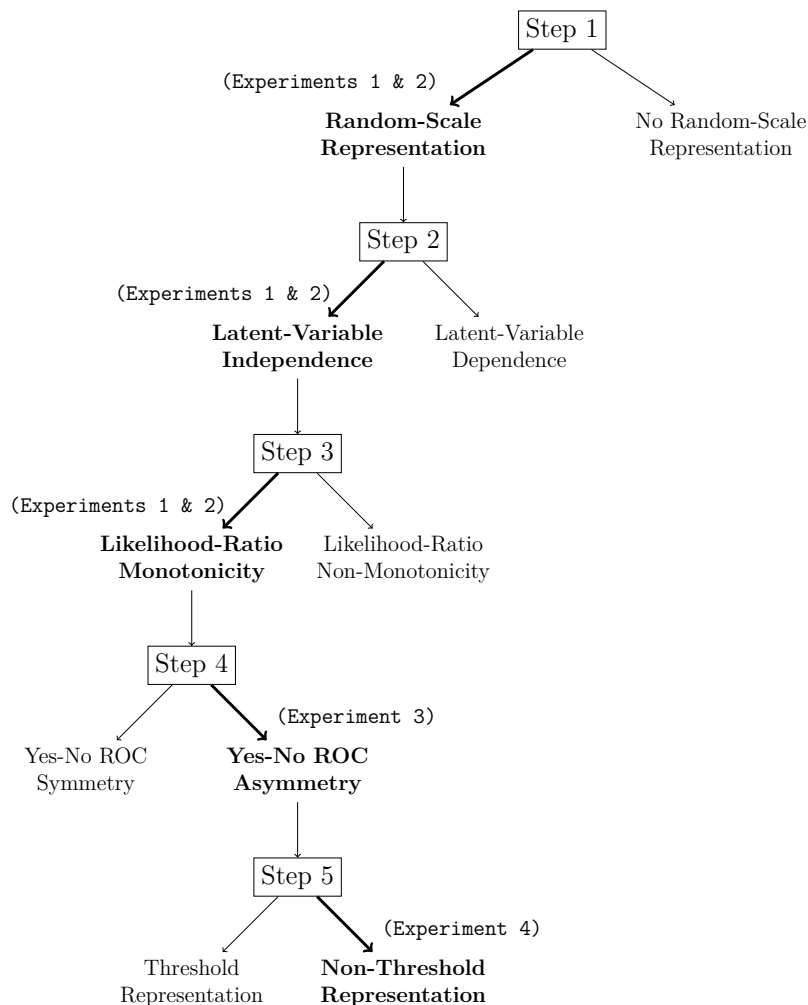 Step 1
(Experiments 1 & 2)
Random-Scale
Representation
No Random-Scale
Representation
Step 2
(Experiments 1 & 2)
Latent-Variable
Independence
Latent-Variable
Dependence
Step 3
(Experiments 1 & 2)
Likelihood-Ratio
Monotonicity
Likelihood-Ratio
Non-Monotonicity
Step 4
(Experiment 3)
Yes-No ROC
Symmetry
Yes-No ROC
Asymmetry
Step 5
(Experiment 4)
Threshold
Representation
Non-Threshold
Representation